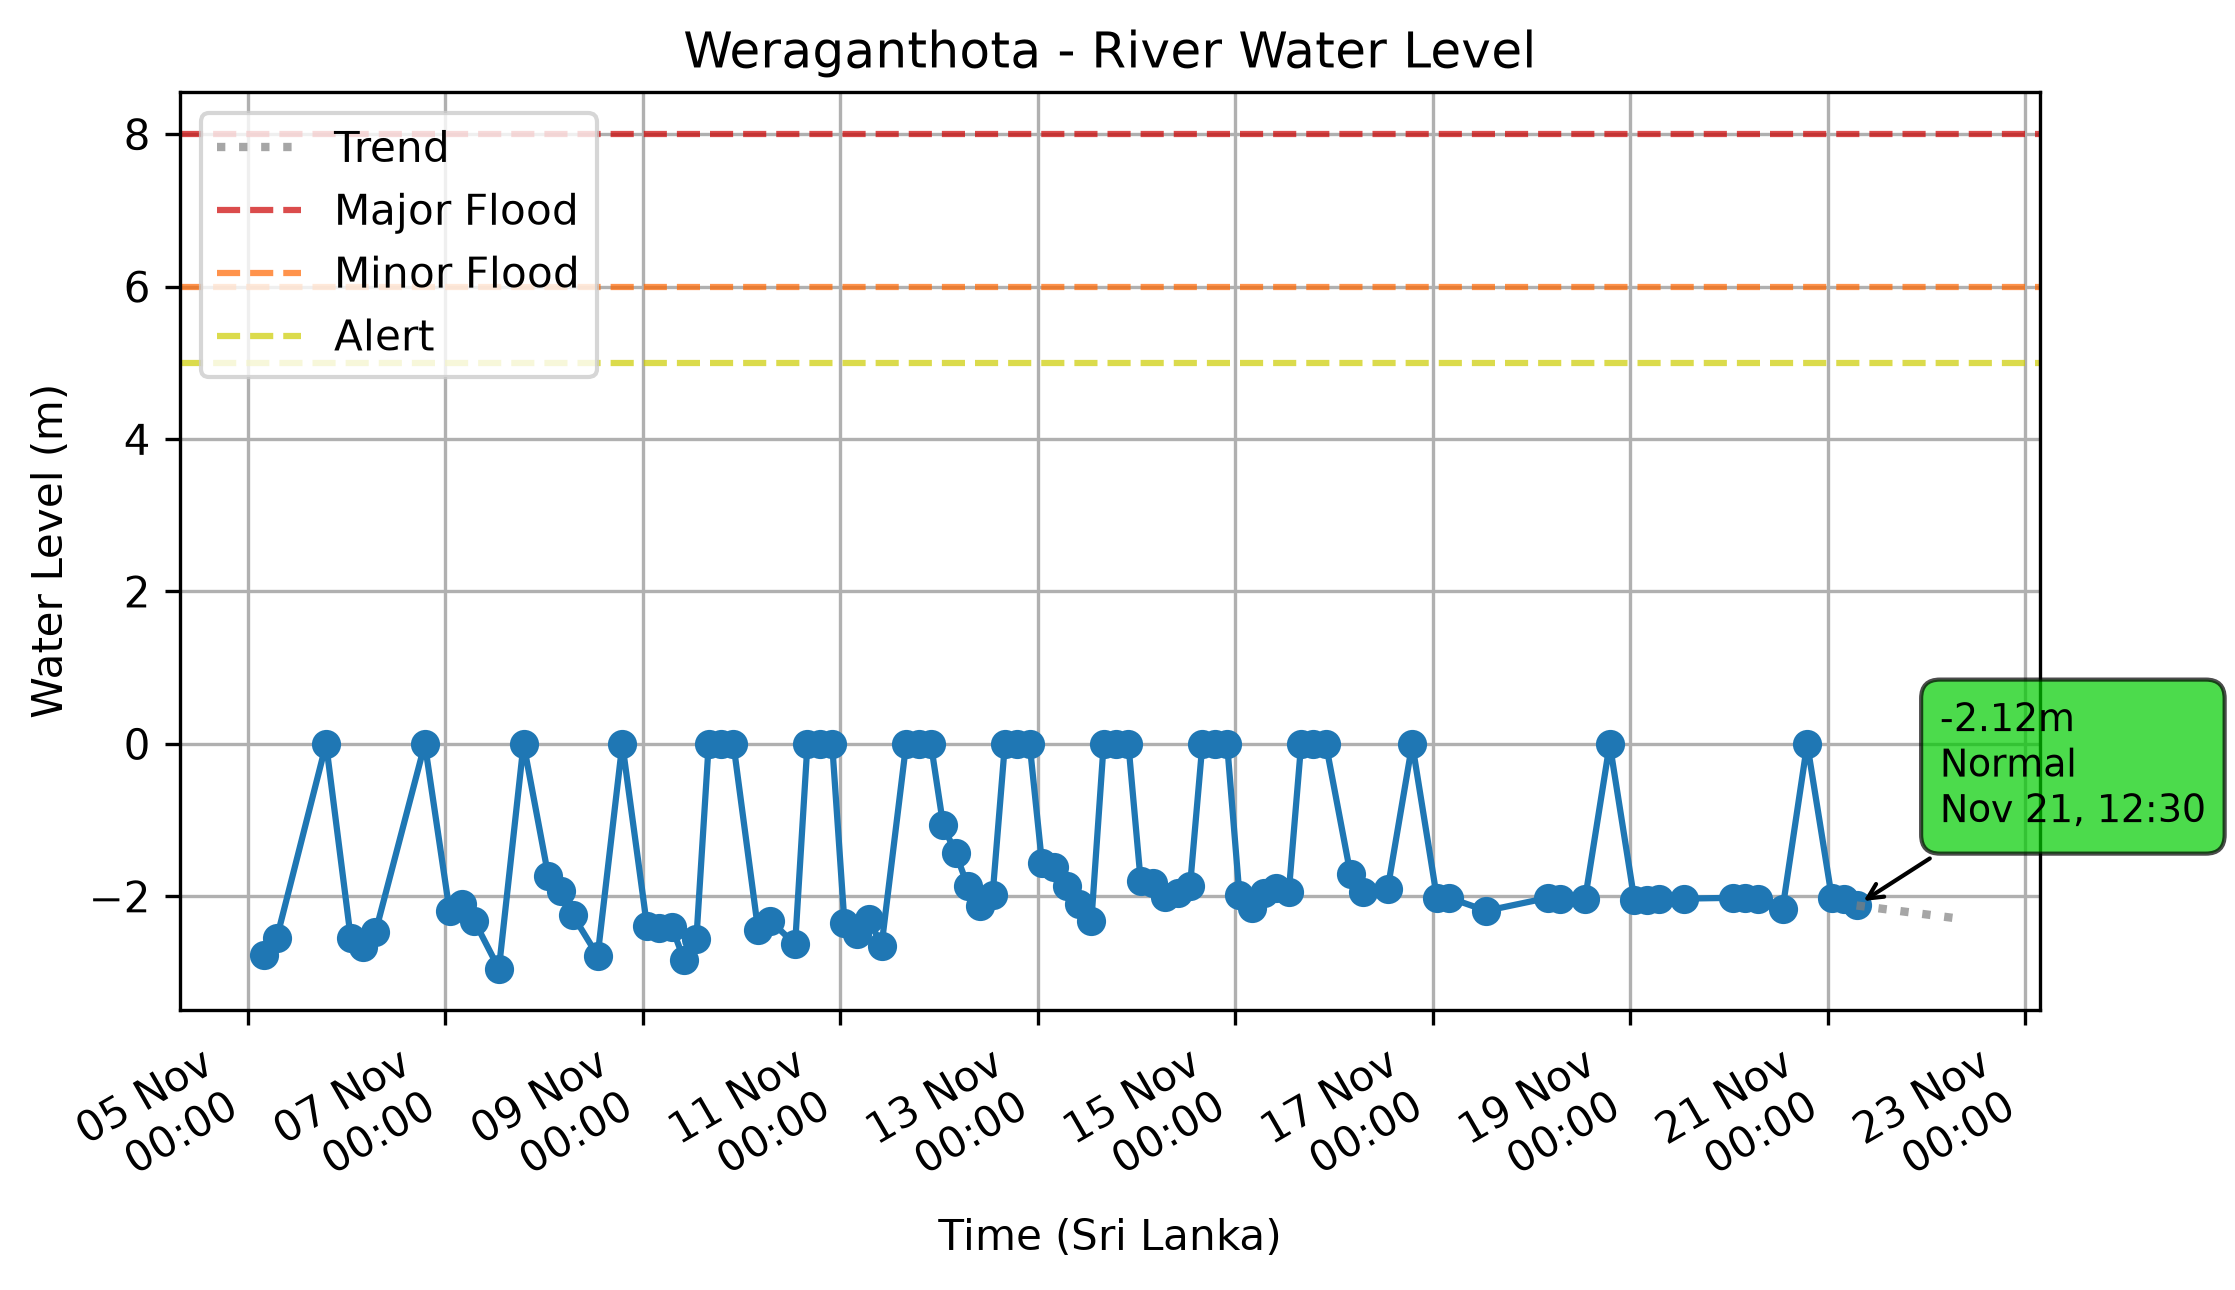 Weraganthota - River Water Level
Trend
Major Flood
Minor Flood
Alert
Water Level (m)
8
6
4
2
0
−2
-2.12m
Normal
Nov 21, 12:30
05 Nov
00:00
07 Nov
00:00
09 Nov
00:00
11 Nov
00:00
13 Nov
00:00
15 Nov
00:00
17 Nov
00:00
19 Nov
00:00
21 Nov
00:00
23 Nov
00:00
Time (Sri Lanka)